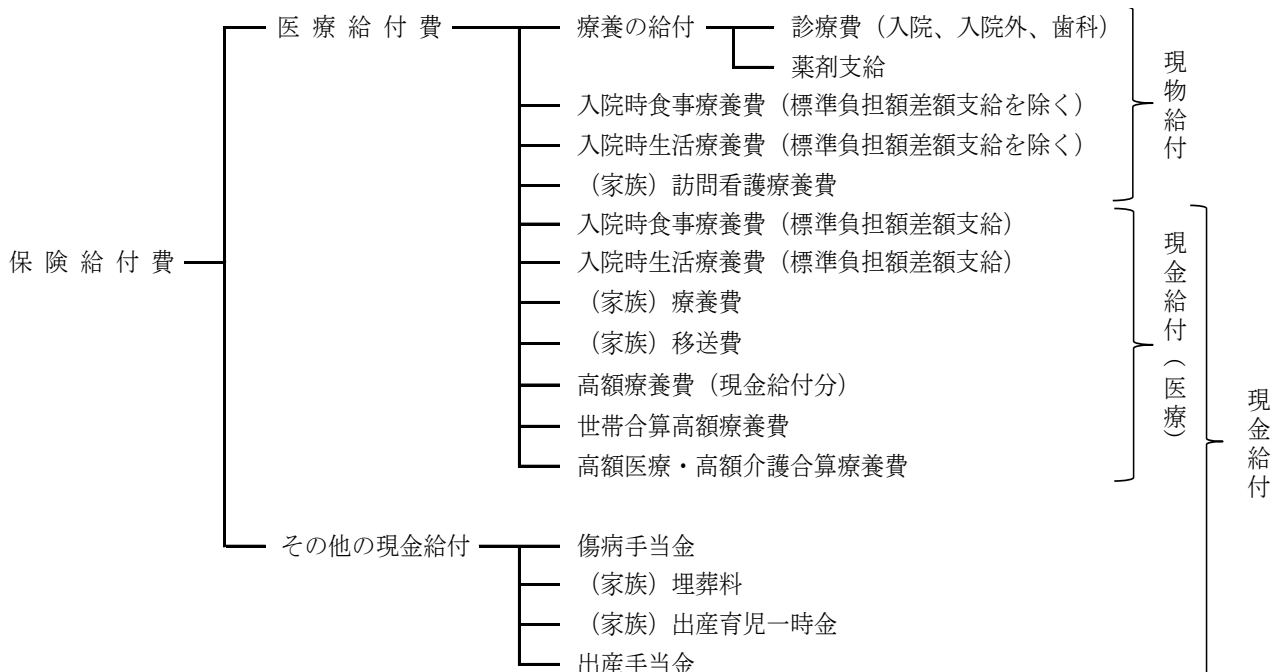 保険給付費
医療給付費
療養の給付
診療費（入院、入院外、歯科）
薬剤支給
入院時食事療養費（標準負担額差額支給を除く）
入院時生活療養費（標準負担額差額支給を除く）
（家族）訪問看護療養費
入院時食事療養費（標準負担額差額支給）
入院時生活療養費（標準負担額差額支給）
（家族）療養費
（家族）移送費
高額療養費（現金給付分）
世帯合算高額療養費
高額医療・高額介護合算療養費
その他の現金給付
傷病手当金
（家族）埋葬料
（家族）出産育児一時金
出産手当金
現物給付
現金給付（医療）
現金給付